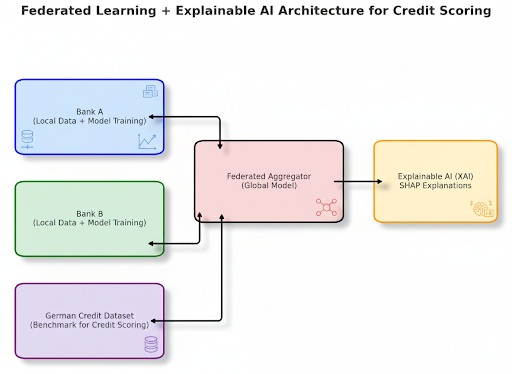 Federated Learning + Explainable AI Architecture for Credit Scoring
Bank A
(Local Data + Model Training)
Federated Aggregator
(Global Model)
Explainable AI (XAI)
SHAP Explanations
Bank B
(Local Data + Model Training)
German Credit Dataset
(Benchmark for Credit Scoring)